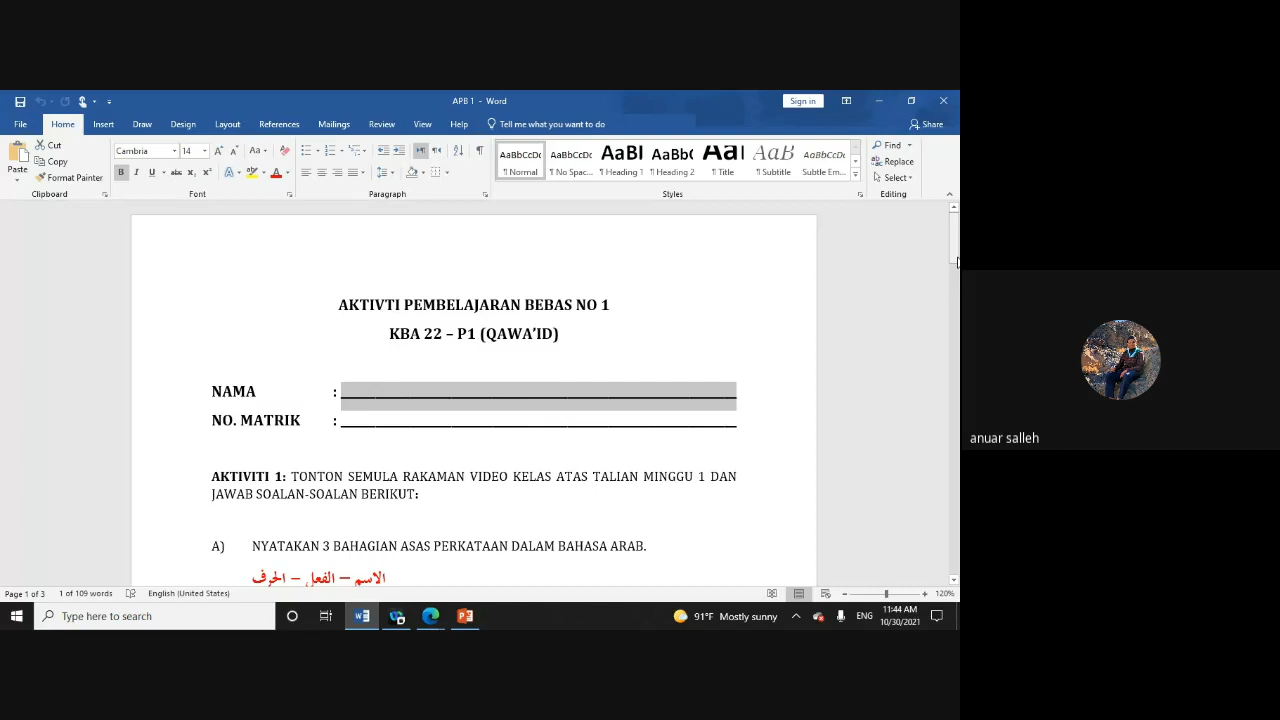 APB 1 - Word
Sign in
File Home Insert Draw Design Layout References Mailings Review View Help Tell me what you want to do Share
Paste
Cut
Copy
Format Painter
Clipboard
Cambria 14
Font
Paragraph
AaBbCcDc AaBbCcDc AaBl AaBbC AaI AaB AaBbCcDc
¶ Normal ¶ No Spac... ¶ Heading 1 ¶ Heading 2 ¶ Title ¶ Subtitle Subtle Em...
Styles
Find
Replace
Select
Editing
AKTIVTI PEMBELAJARAN BEBAS NO 1
KBA 22 – P1 (QAWA’ID)
NAMA :
NO. MATRIK :
AKTIVITI 1: TONTON SEMULA RAKAMAN VIDEO KELAS ATAS TALIAN MINGGU 1 DAN
JAWAB SOALAN-SOALAN BERIKUT:
A) NYATAKAN 3 BAHAGIAN ASAS PERKATAAN DALAM BAHASA ARAB.
الاسم – الفعل – الحرف
Page 1 of 3 1 of 109 words English (United States) 120%
Type here to search
91°F Mostly sunny
ENG
11:44 AM
10/30/2021
anuar salleh